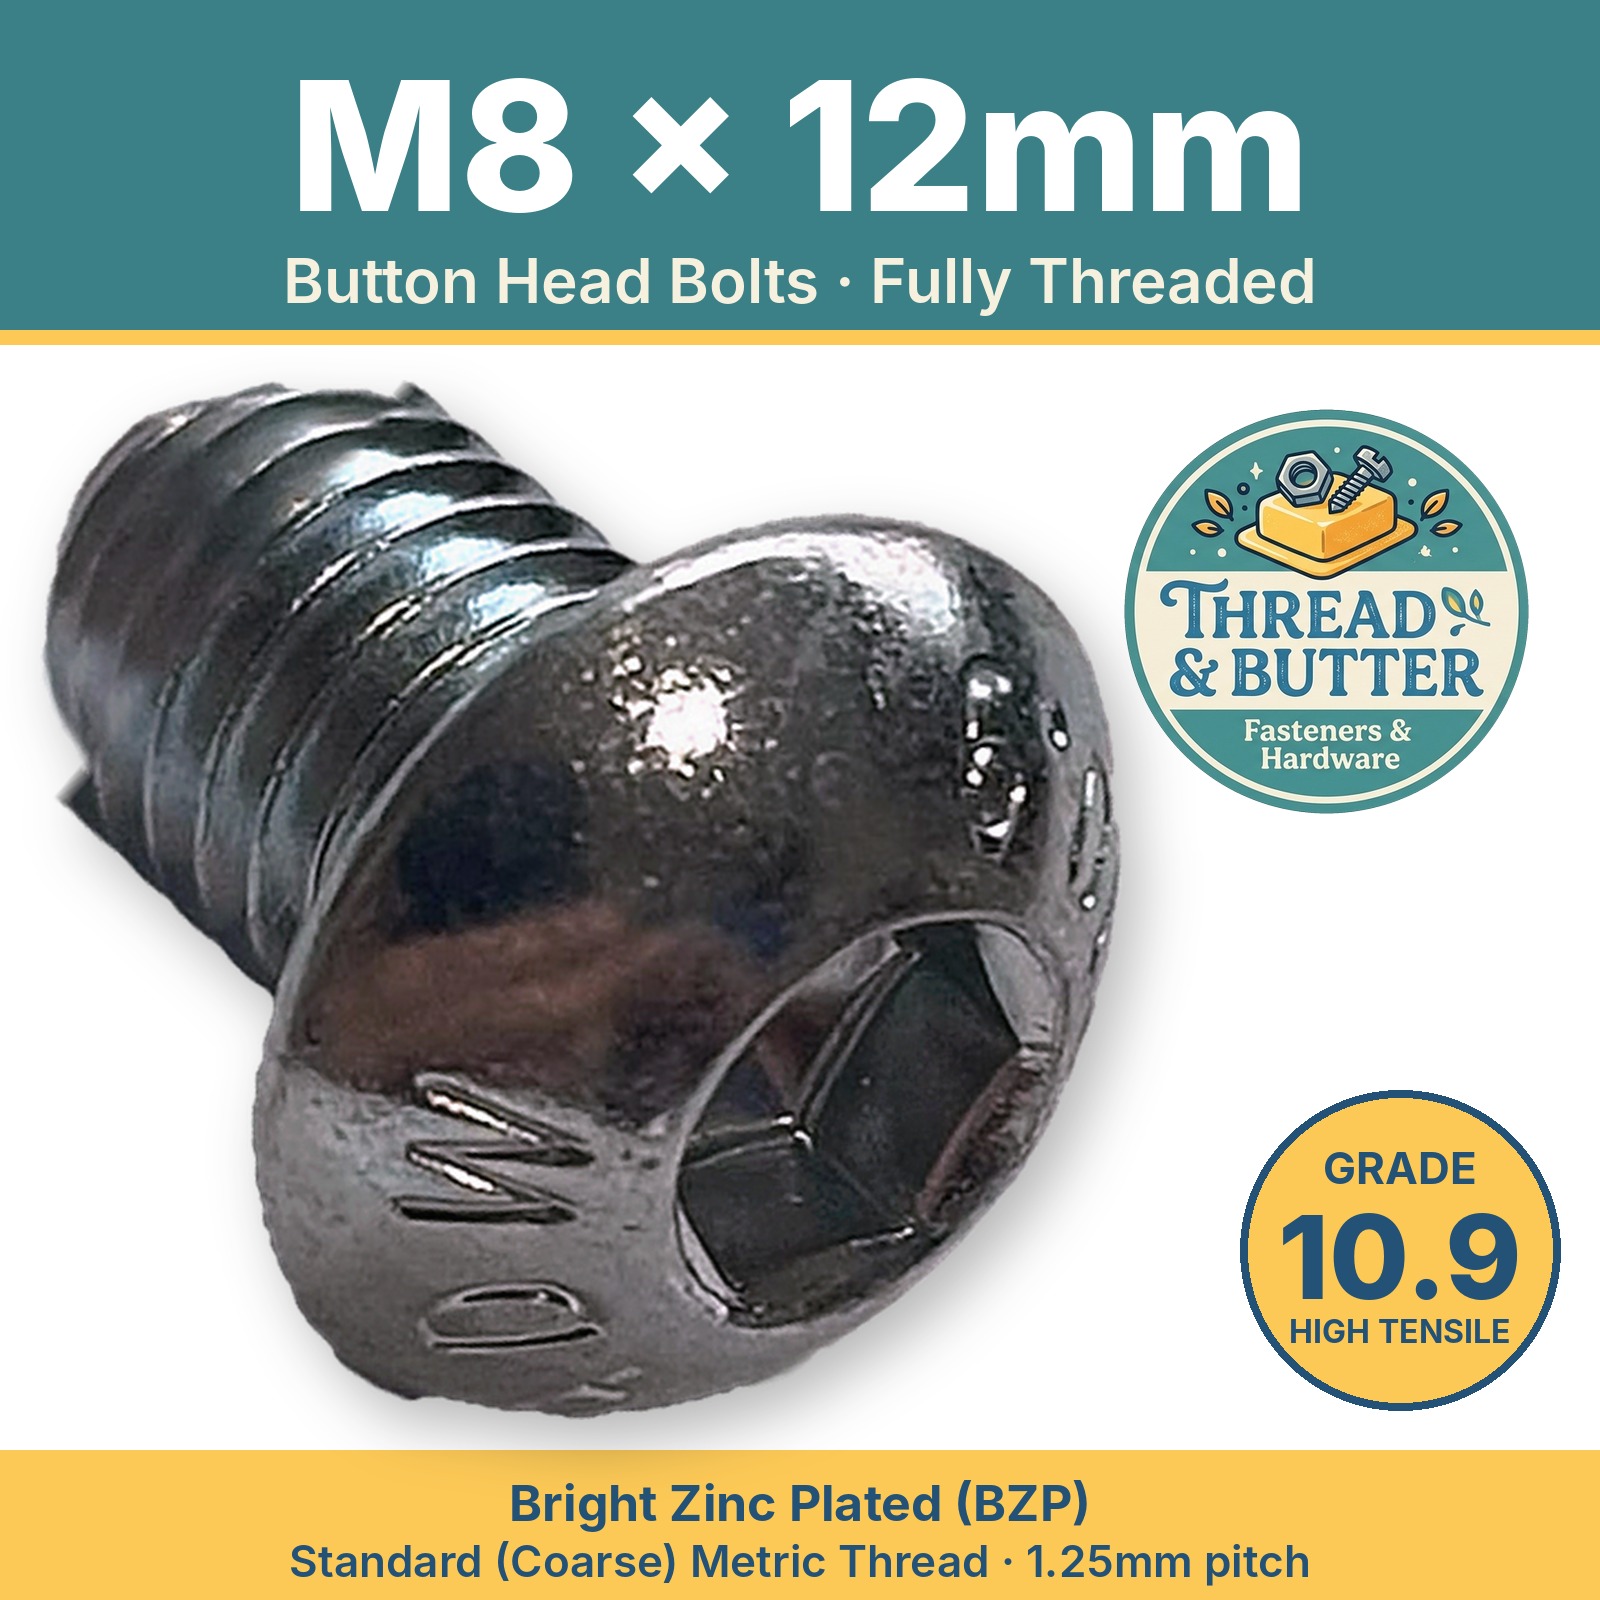 M8 × 12mm
Button Head Bolts · Fully Threaded
THREAD
& BUTTER
Fasteners &
Hardware
GRADE
10.9
HIGH TENSILE
Bright Zinc Plated (BZP)
Standard (Coarse) Metric Thread · 1.25mm pitch